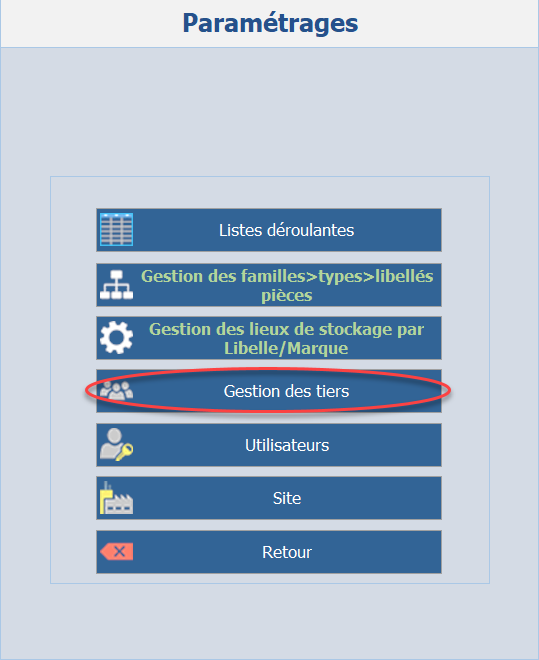 Paramétrages
Listes déroulantes
Gestion des familles>types>libellés
pièces
Gestion des lieux de stockage par
Libelle/Marque
Gestion des tiers
Utilisateurs
Site
Retour